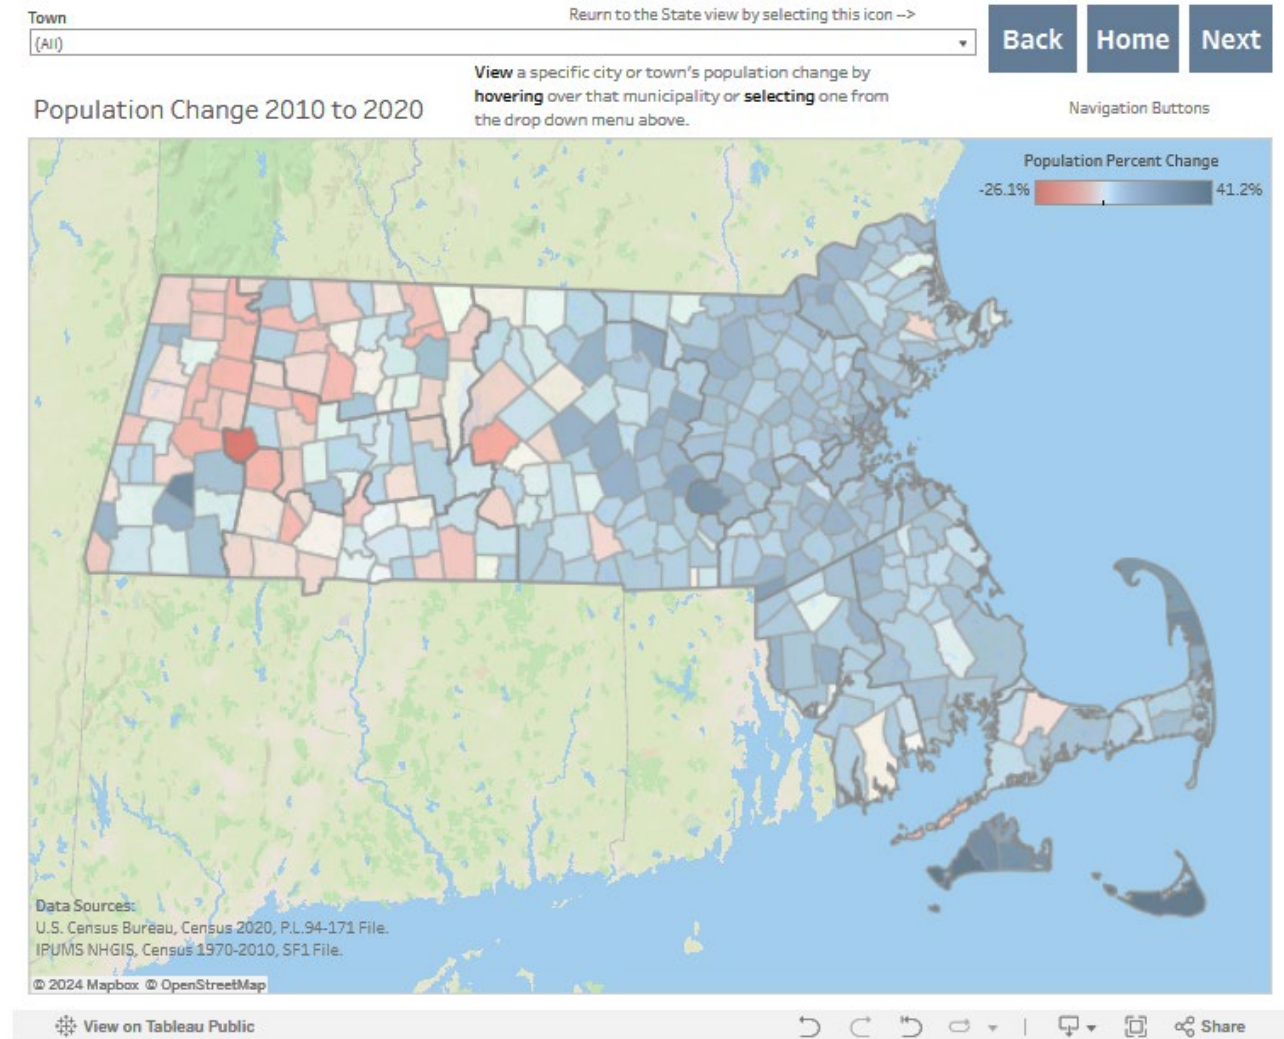 Town
Reurn to the State view by selecting this icon -->
(All)
Back
Home
Next
View a specific city or town's population change by
hovering over that municipality or selecting one from
the drop down menu above.
Population Change 2010 to 2020
Navigation Buttons
Population Percent Change
-26.1%
41.2%
Data Sources:
U.S. Census Bureau, Census 2020, P.L.94-171 File.
IPUMS NHGIS, Census 1970-2010, SF1 File.
© 2024 Mapbox © OpenStreetMap
View on Tableau Public
Share